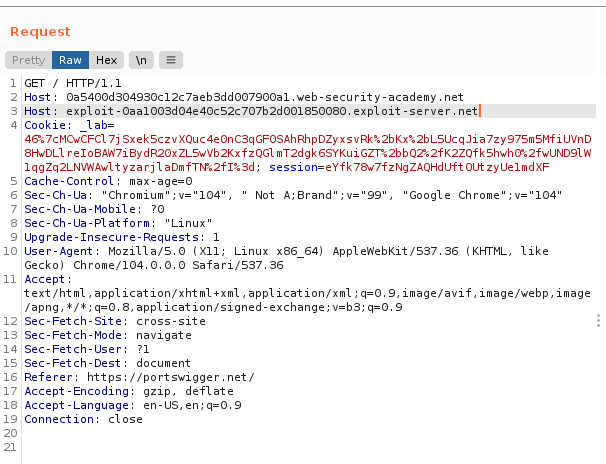 Request
Pretty Raw Hex \n
1 GET / HTTP/1.1
2 Host: 0a5400d304930c12c7aeb3dd007900a1.web-security-academy.net
3 Host: exploit-0aa1003d04e40c52c707b2d001850080.exploit-server.net
4 Cookie: _lab=
46%7cMCwCFCl7jSxek5czvXQuc4e0nC3qGF0SAhRhpDZyxsvRk%2bKx%2bL5UcqJia7zy975m5MfiUVnD
8HwDLlreIoBAW7iBydR20xZL5wVb2KxfzQGlmT2dgk6SYKuiGZT%2bbQ2%2fK2ZQfk5hwh0%2fwUND9lW
1qgZq2LNVWAwltyzarjlaDmfTN%2fI%3d; session=eYfk78w7fzNgZAQHdUftOUtzyUe1mdXF
5 Cache-Control: max-age=0
6 Sec-Ch-Ua: "Chromium";v="104", " Not A;Brand";v="99", "Google Chrome";v="104"
7 Sec-Ch-Ua-Mobile: ?0
8 Sec-Ch-Ua-Platform: "Linux"
9 Upgrade-Insecure-Requests: 1
10 User-Agent: Mozilla/5.0 (X11; Linux x86_64) AppleWebKit/537.36 (KHTML, like
Gecko) Chrome/104.0.0.0 Safari/537.36
11 Accept:
text/html,application/xhtml+xml,application/xml;q=0.9,image/avif,image/webp,image
/apng,*/*;q=0.8,application/signed-exchange;v=b3;q=0.9
12 Sec-Fetch-Site: cross-site
13 Sec-Fetch-Mode: navigate
14 Sec-Fetch-User: ?1
15 Sec-Fetch-Dest: document
16 Referer: https://portswigger.net/
17 Accept-Encoding: gzip, deflate
18 Accept-Language: en-US,en;q=0.9
19 Connection: close
20
21